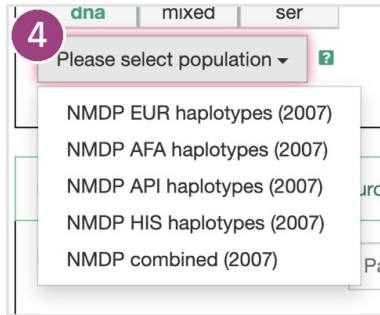 dna mixed ser
4
Please select population ?
NMDP EUR haplotypes (2007)
NMDP AFA haplotypes (2007)
NMDP API haplotypes (2007)
NMDP HIS haplotypes (2007)
NMDP combined (2007)